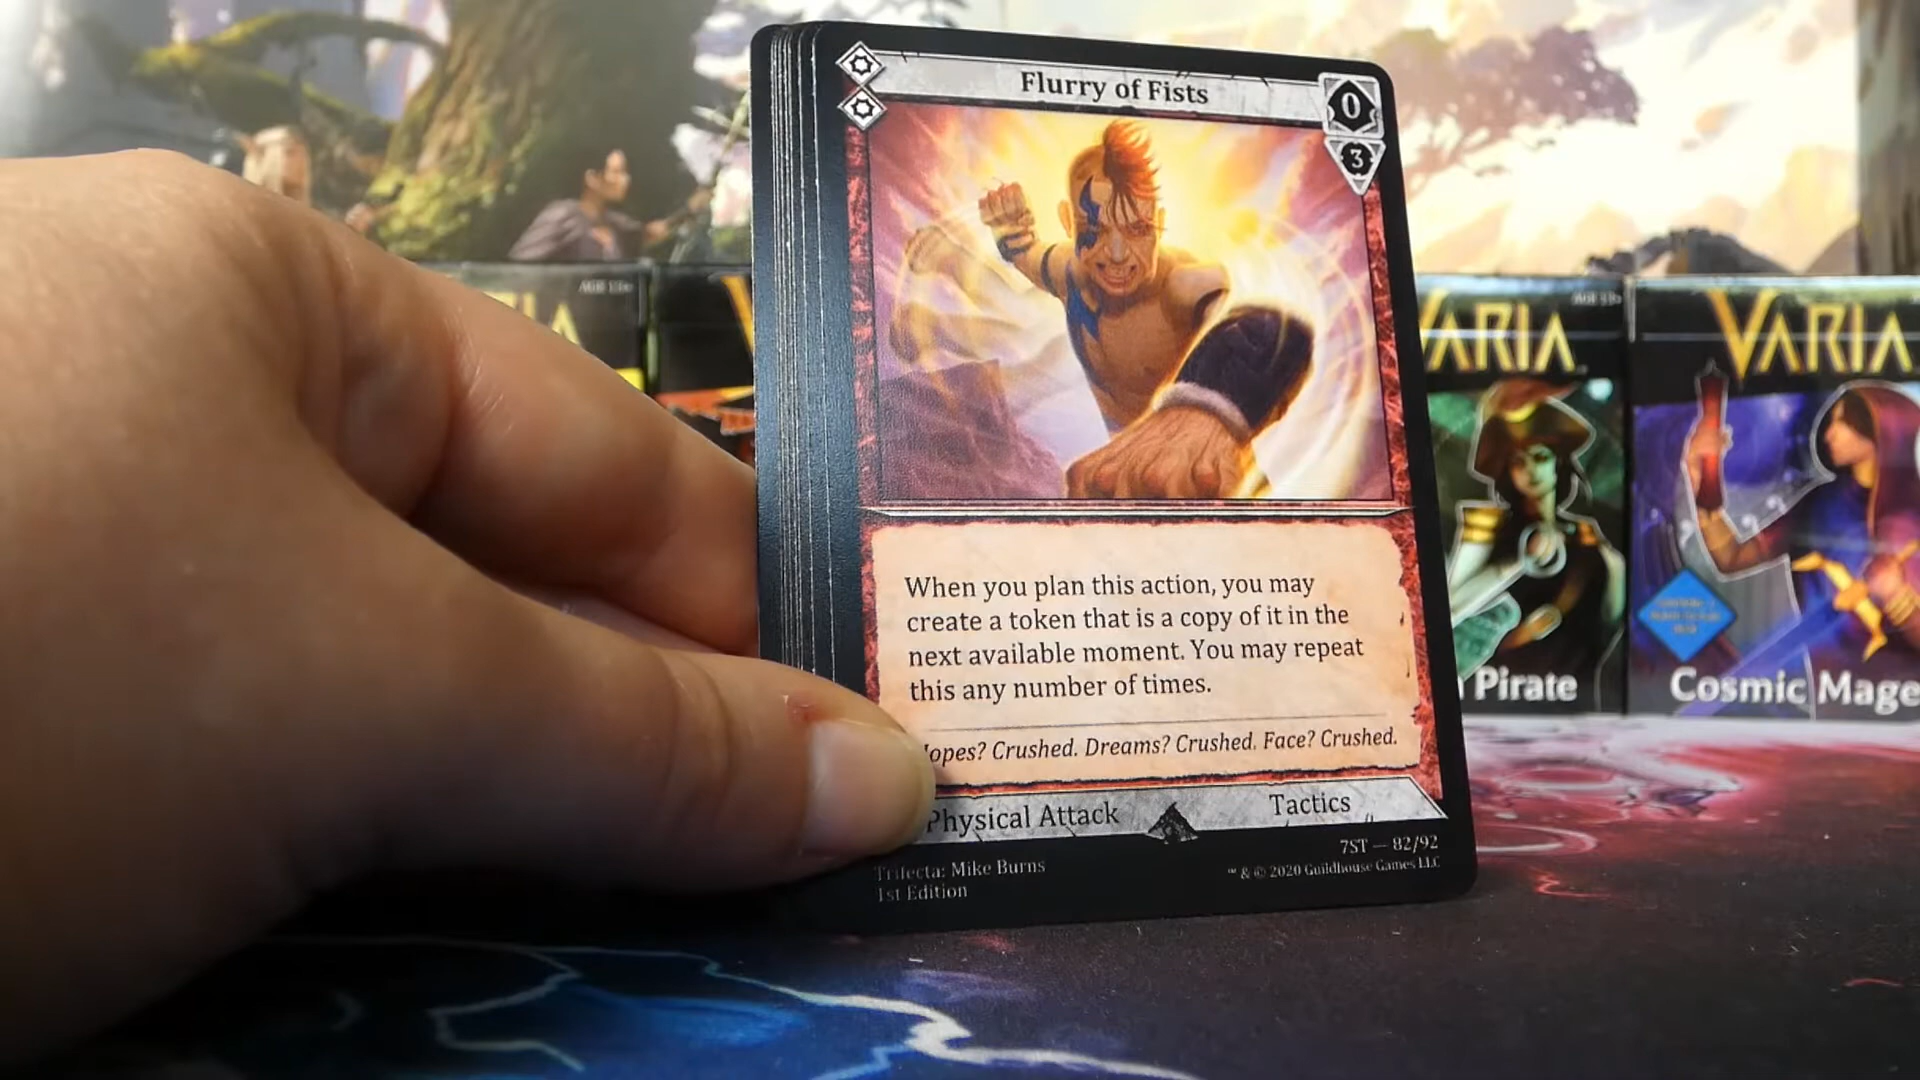 Flurry of Fists
0
3
When you plan this action, you may
create a token that is a copy of it in the
next available moment. You may repeat
this any number of times.
opes? Crushed. Dreams? Crushed. Face? Crushed.
Physical Attack
Tactics
7ST — 82/92
Trifecta: Mike Burns
1st Edition
™ & © 2020 Guildhouse Games LLC
IA
V
ARIA
Pirate
VARIA
Cosmic Mage